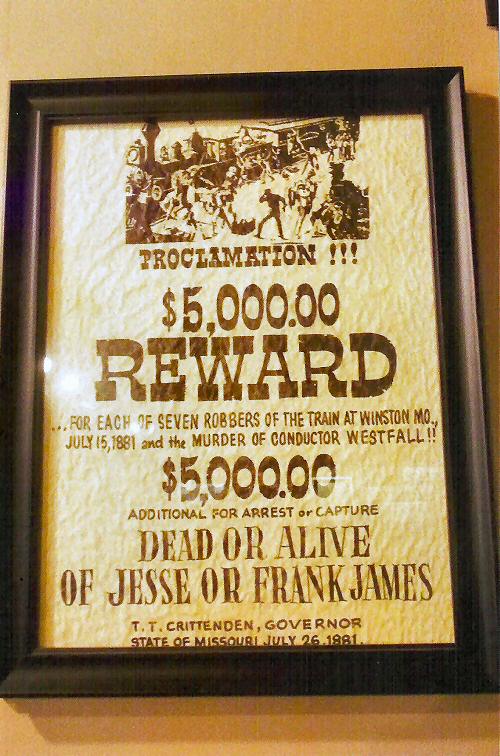 PROCLAMATION !!!
$5,000.00
REWARD
...FOR EACH OF SEVEN ROBBERS OF THE TRAIN AT WINSTON MO.,
JULY 15, 1881 and the MURDER OF CONDUCTOR WESTFALL!!
$5,000.00
ADDITIONAL FOR ARREST or CAPTURE
DEAD OR ALIVE
OF JESSE OR FRANK JAMES
T. T. CRITTENDEN, GOVERNOR
STATE OF MISSOURI JULY 26, 1881.